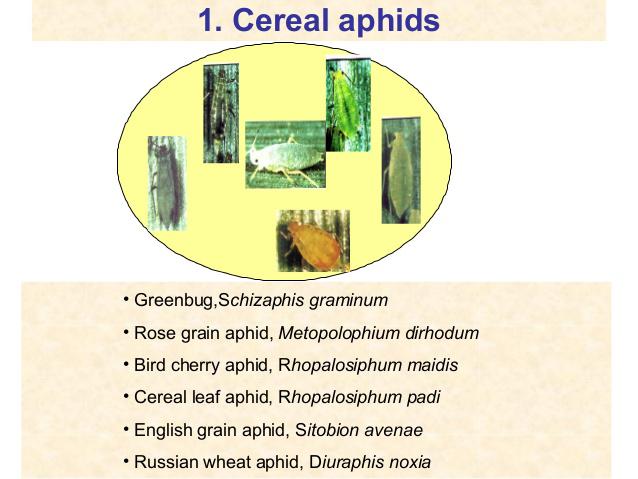 1. Cereal aphids
• Greenbug,Schizaphis graminum
• Rose grain aphid, Metopolophium dirhodum
• Bird cherry aphid, Rhopalosiphum maidis
• Cereal leaf aphid, Rhopalosiphum padi
• English grain aphid, Sitobion avenae
• Russian wheat aphid, Diuraphis noxia